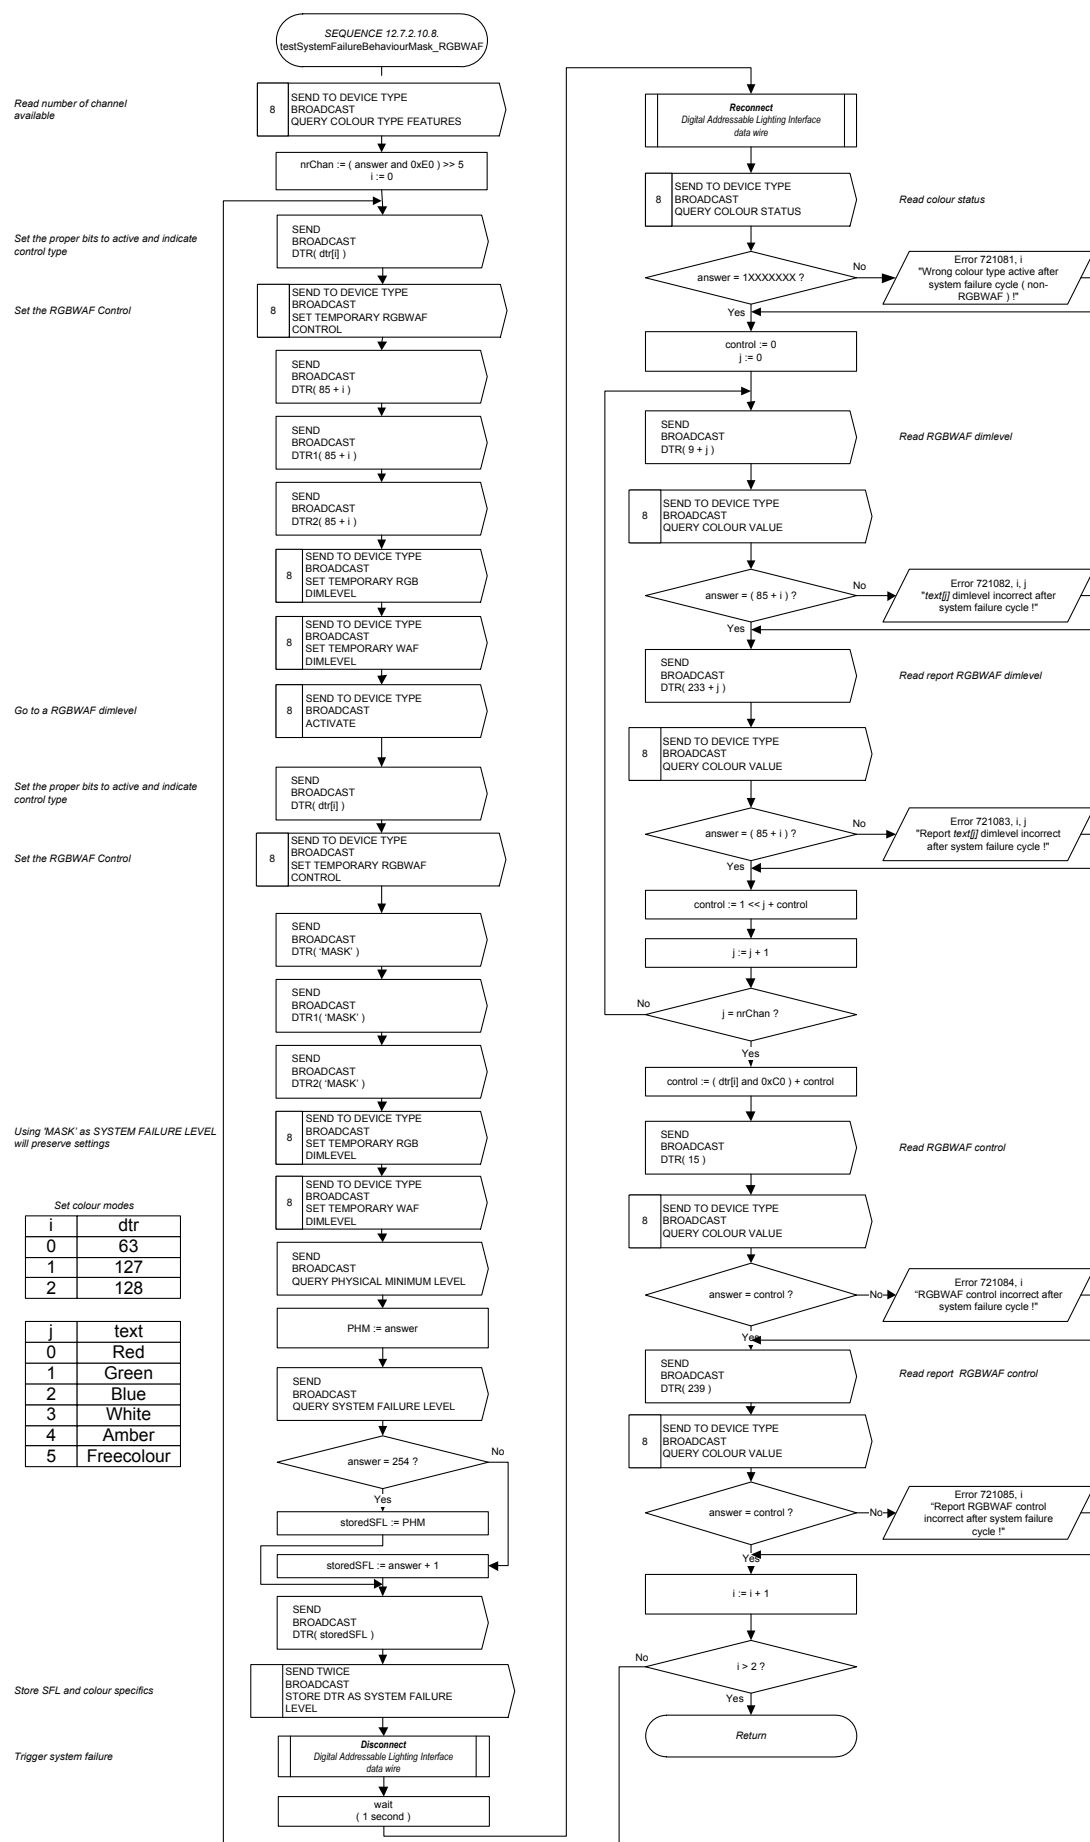 SEQUENCE 12.7.2.10.8.
testSystemFailureBehaviourMask_RGBWAF
Read number of channel
available
8
SEND TO DEVICE TYPE
BROADCAST
QUERY COLOUR TYPE FEATURES
nrChan := ( answer and 0xE0 ) >> 5
i := 0
Set the proper bits to active and indicate
control type
SEND
BROADCAST
DTR( dtr[i] )
Set the RGBWAF Control
8
SEND TO DEVICE TYPE
BROADCAST
SET TEMPORARY RGBWAF
CONTROL
SEND
BROADCAST
DTR( 85 + i )
SEND
BROADCAST
DTR1( 85 + i )
SEND
BROADCAST
DTR2( 85 + i )
8
SEND TO DEVICE TYPE
BROADCAST
SET TEMPORARY RGB
DIMLEVEL
8
SEND TO DEVICE TYPE
BROADCAST
SET TEMPORARY WAF
DIMLEVEL
Go to a RGBWAF dimlevel
8
SEND TO DEVICE TYPE
BROADCAST
ACTIVATE
Set the proper bits to active and indicate
control type
SEND
BROADCAST
DTR( dtr[i] )
Set the RGBWAF Control
8
SEND TO DEVICE TYPE
BROADCAST
SET TEMPORARY RGBWAF
CONTROL
SEND
BROADCAST
DTR( 'MASK' )
SEND
BROADCAST
DTR1( 'MASK' )
SEND
BROADCAST
DTR2( 'MASK' )
Using 'MASK' as SYSTEM FAILURE LEVEL
will preserve settings
8
SEND TO DEVICE TYPE
BROADCAST
SET TEMPORARY RGB
DIMLEVEL
8
SEND TO DEVICE TYPE
BROADCAST
SET TEMPORARY WAF
DIMLEVEL
Set colour modes
i dtr
0 63
1 127
2 128
j text
0 Red
1 Green
2 Blue
3 White
4 Amber
5 Freecolour
SEND
BROADCAST
QUERY PHYSICAL MINIMUM LEVEL
PHM := answer
SEND
BROADCAST
QUERY SYSTEM FAILURE LEVEL
answer = 254 ?
No
Yes
storedSFL := PHM
storedSFL := answer + 1
SEND
BROADCAST
DTR( storedSFL )
Store SFL and colour specifics
SEND TWICE
BROADCAST
STORE DTR AS SYSTEM FAILURE
LEVEL
Trigger system failure
Disconnect
Digital Addressable Lighting Interface
data wire
wait
( 1 second )
Reconnect
Digital Addressable Lighting Interface
data wire
8
SEND TO DEVICE TYPE
BROADCAST
QUERY COLOUR STATUS
Read colour status
answer = 1XXXXXXX ?
No
Error 721081, i
"Wrong colour type active after
system failure cycle ( non-
RGBWAF ) !"
Yes
control := 0
j := 0
SEND
BROADCAST
DTR( 9 + j )
Read RGBWAF dimlevel
8
SEND TO DEVICE TYPE
BROADCAST
QUERY COLOUR VALUE
answer = ( 85 + i ) ?
No
Error 721082, i, j
"text[j] dimlevel incorrect after
system failure cycle !"
Yes
SEND
BROADCAST
DTR( 233 + j )
Read report RGBWAF dimlevel
8
SEND TO DEVICE TYPE
BROADCAST
QUERY COLOUR VALUE
answer = ( 85 + i ) ?
No
Error 721083, i, j
"Report text[j] dimlevel incorrect
after system failure cycle !"
Yes
control := 1 << j + control
j := j + 1
No
j = nrChan ?
Yes
control := ( dtr[i] and 0xC0 ) + control
SEND
BROADCAST
DTR( 15 )
Read RGBWAF control
8
SEND TO DEVICE TYPE
BROADCAST
QUERY COLOUR VALUE
answer = control ?
No
Error 721084, i
"RGBWAF control incorrect after
system failure cycle !"
Yes
SEND
BROADCAST
DTR( 239 )
Read report RGBWAF control
8
SEND TO DEVICE TYPE
BROADCAST
QUERY COLOUR VALUE
answer = control ?
No
Error 721085, i
"Report RGBWAF control
incorrect after system failure
cycle !"
Yes
i := i + 1
No
i > 2 ?
Yes
Return